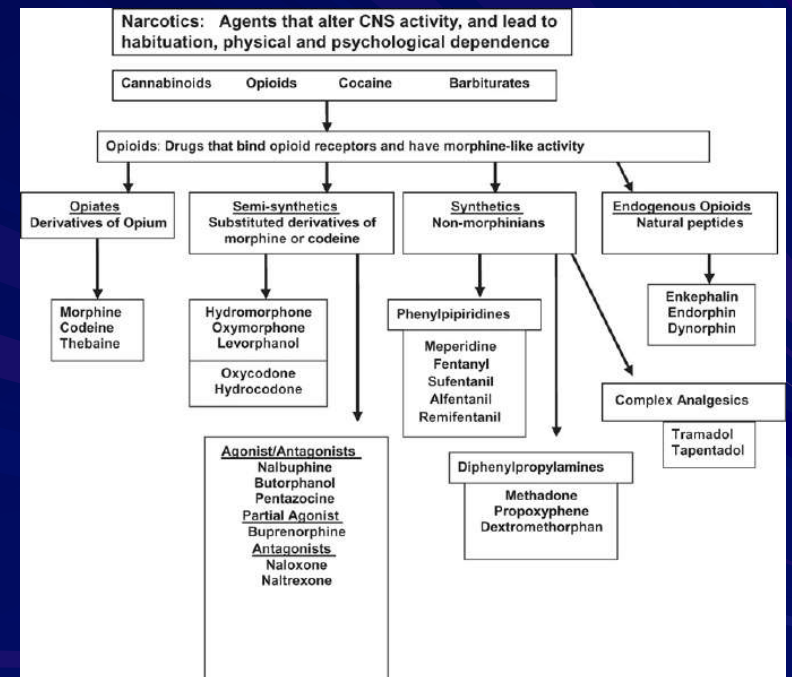 Narcotics: Agents that alter CNS activity, and lead to
habituation, physical and psychological dependence
Cannabinoids Opioids Cocaine Barbiturates
Opioids: Drugs that bind opioid receptors and have morphine-like activity
Opiates
Derivatives of Opium
Semi-synthetics
Substituted derivatives of
morphine or codeine
Synthetics
Non-morphinians
Endogenous Opioids
Natural peptides
Morphine
Codeine
Thebaine
Hydromorphone
Oxymorphone
Levorphanol
Oxycodone
Hydrocodone
Phenylpipiridines
Meperidine
Fentanyl
Sufentanil
Alfentanil
Remifentanil
Enkephalin
Endorphin
Dynorphin
Complex Analgesics
Tramadol
Tapentadol
Agonist/Antagonists
Nalbuphine
Butorphanol
Pentazocine
Partial Agonist
Buprenorphine
Antagonists
Naloxone
Naltrexone
Diphenylpropylamines
Methadone
Propoxyphene
Dextromethorphan